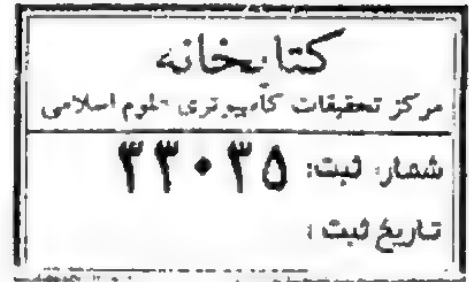 کتابخانه
مرکز تحقیقات کامپیوتری علوم اسلامی
شماره ثبت: ۳۳۰۳۵
تاریخ ثبت: